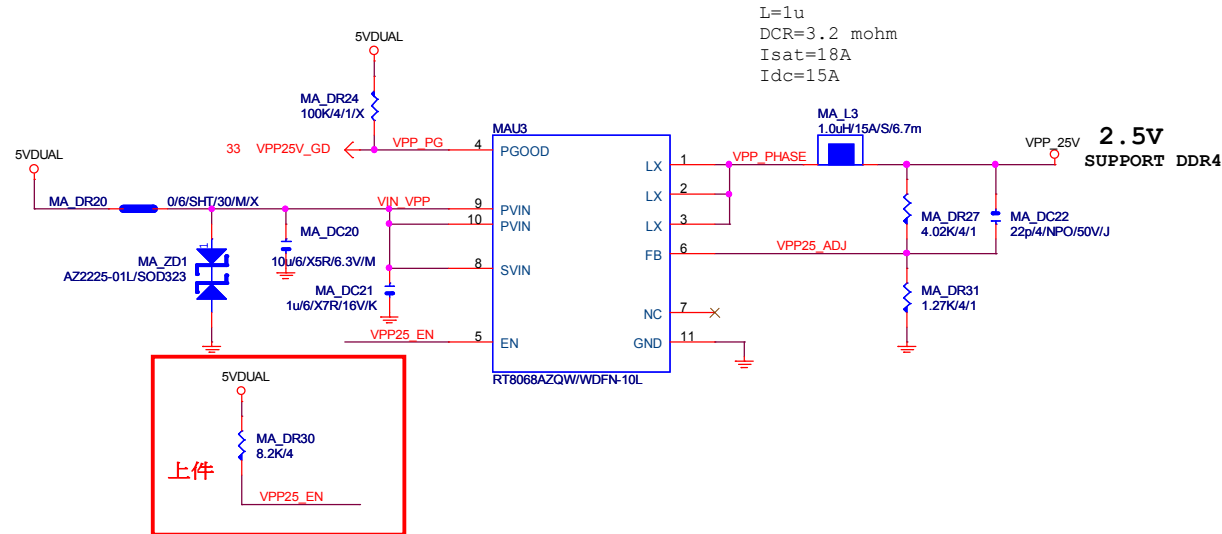 L=1u
DCR=3.2 mohm
Isat=18A
Idc=15A
5VDUAL
MA_DR24
100K/4/1/X
33 VPP25V_GD
VPP_PG
4
PGOOD
MAU3
LX
1
VPP_PHASE
MA_L3
1.0uH/15A/S/6.7m
VPP_25V
2.5V
SUPPORT DDR4
5VDUAL
MA_DR20
0/6/SHT/30/M/X
VIN_VPP
9
PVIN
10
PVIN
LX
2
LX
3
MA_DR27
4.02K/4/1
MA_DC22
22p/4/NPO/50V/J
1
MA_ZD1
AZ2225-01L/SOD323
MA_DC20
10u/6/X5R/6.3V/M
8
SVIN
FB
6
VPP25_ADJ
MA_DC21
1u/6/X7R/16V/K
MA_DR31
1.27K/4/1
NC
7
VPP25_EN
5
EN
GND
11
RT8068AZQW/WDFN-10L
5VDUAL
MA_DR30
8.2K/4
上件
VPP25_EN